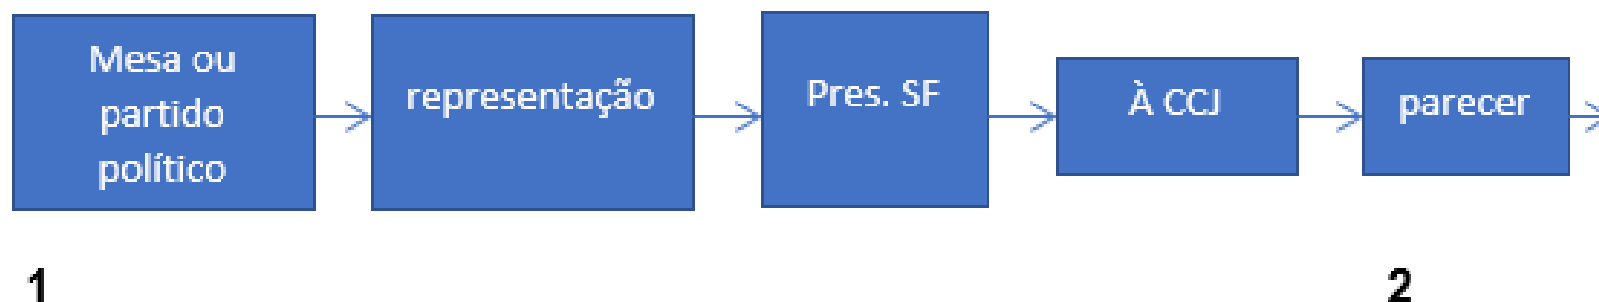 Mesa ou
partido
político
representação
Pres. SF
À CCJ
parecer
1
2